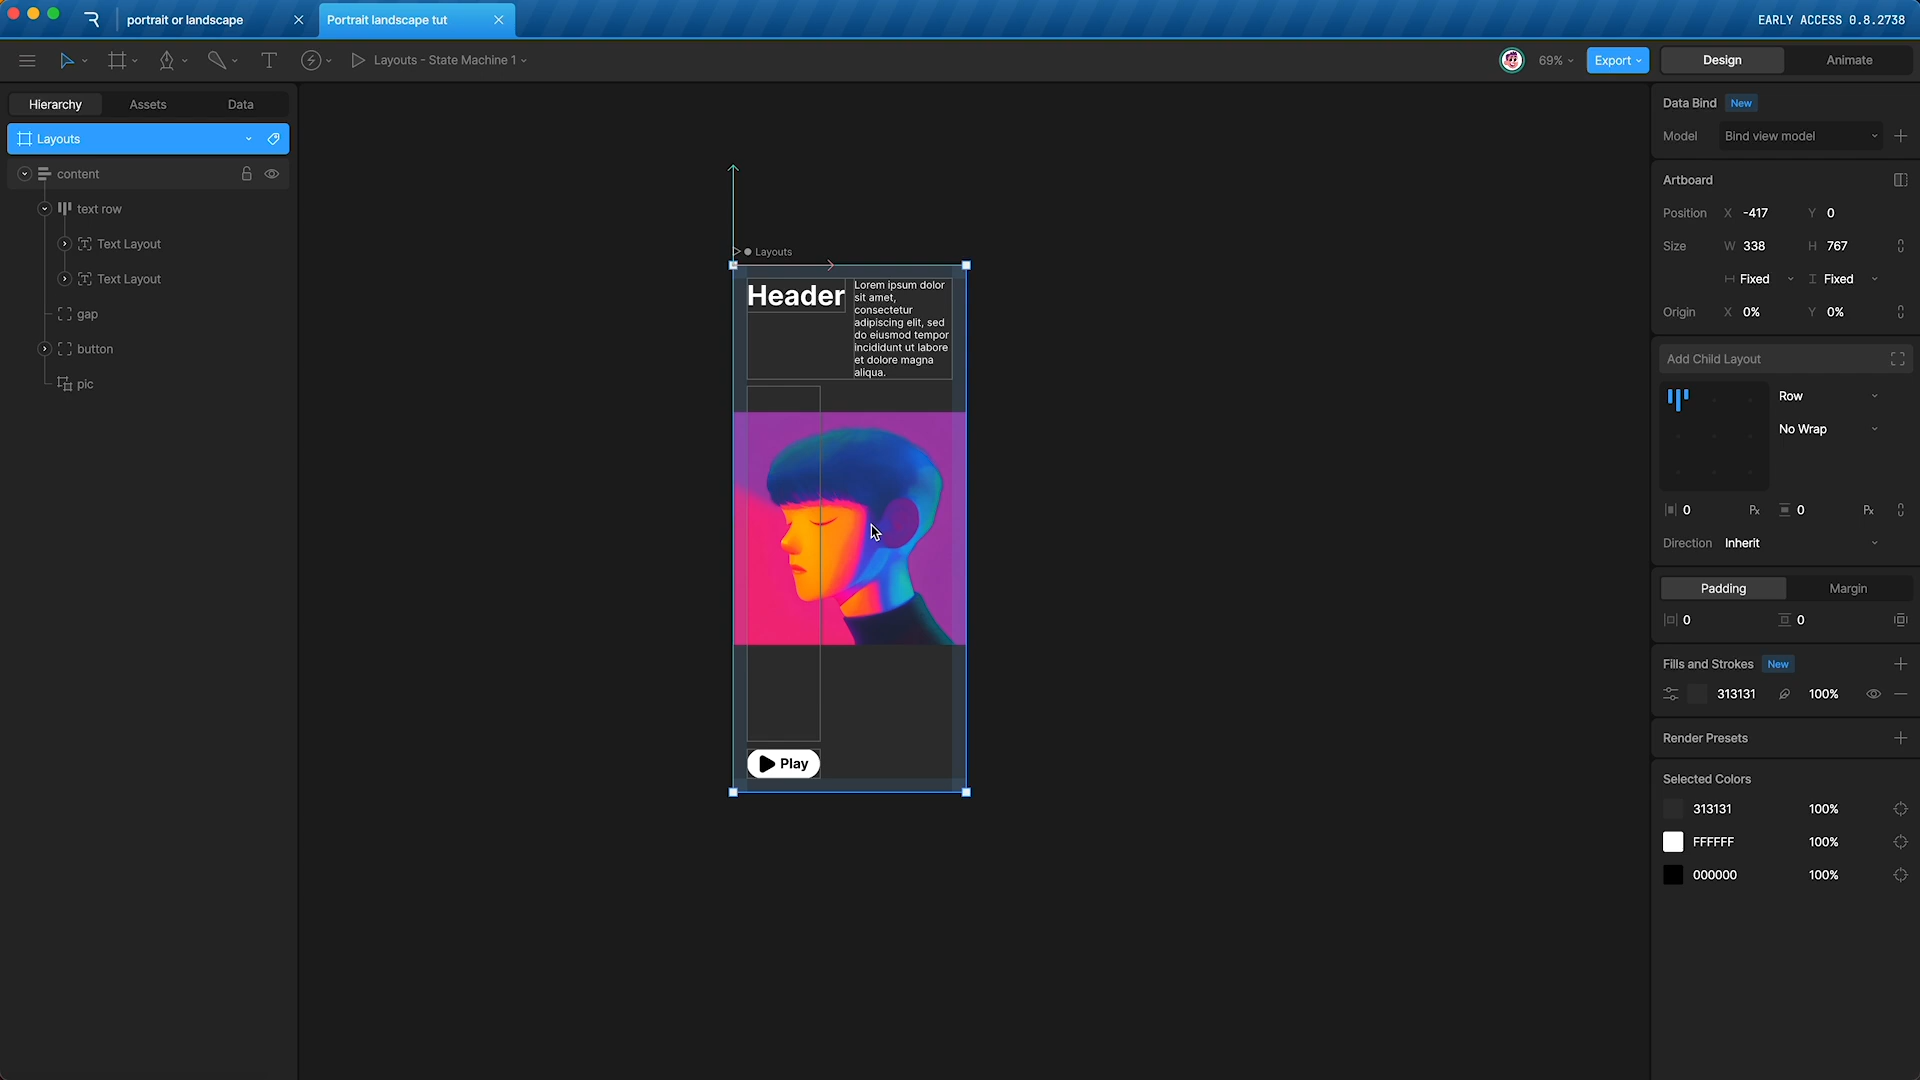 portrait or landscape
Portrait landscape tut
EARLY ACCESS 0.8.2738
Layouts - State Machine 1
69%
Export
Design
Animate
Hierarchy
Assets
Data
Layouts
content
text row
Text Layout
Text Layout
gap
button
pic
Layouts
Header
Lorem ipsum dolor
sit amet,
consectetur
adipiscing elit, sed
do eiusmod tempor
incididunt ut labore
et dolore magna
aliqua.
Play
Data Bind New
Model Bind view model
Artboard
Position X -417 Y 0
Size W 338 H 767
Fixed Fixed
Origin X 0% Y 0%
Add Child Layout
Row
No Wrap
0 Px 0 Px
Direction Inherit
Padding Margin
0 0
Fills and Strokes New
313131 100%
Render Presets
Selected Colors
313131 100%
FFFFFF 100%
000000 100%